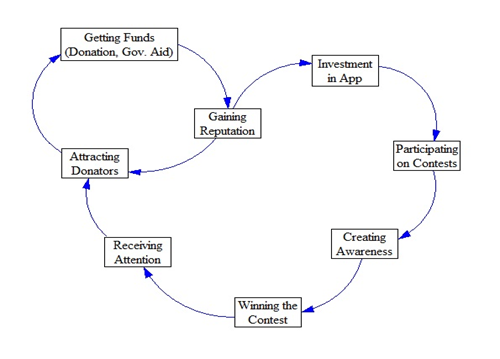 Getting Funds
(Donation, Gov. Aid)
Investment
in App
Gaining
Reputation
Participating
on Contests
Attracting
Donators
Creating
Awareness
Receiving
Attention
Winning the
Contest